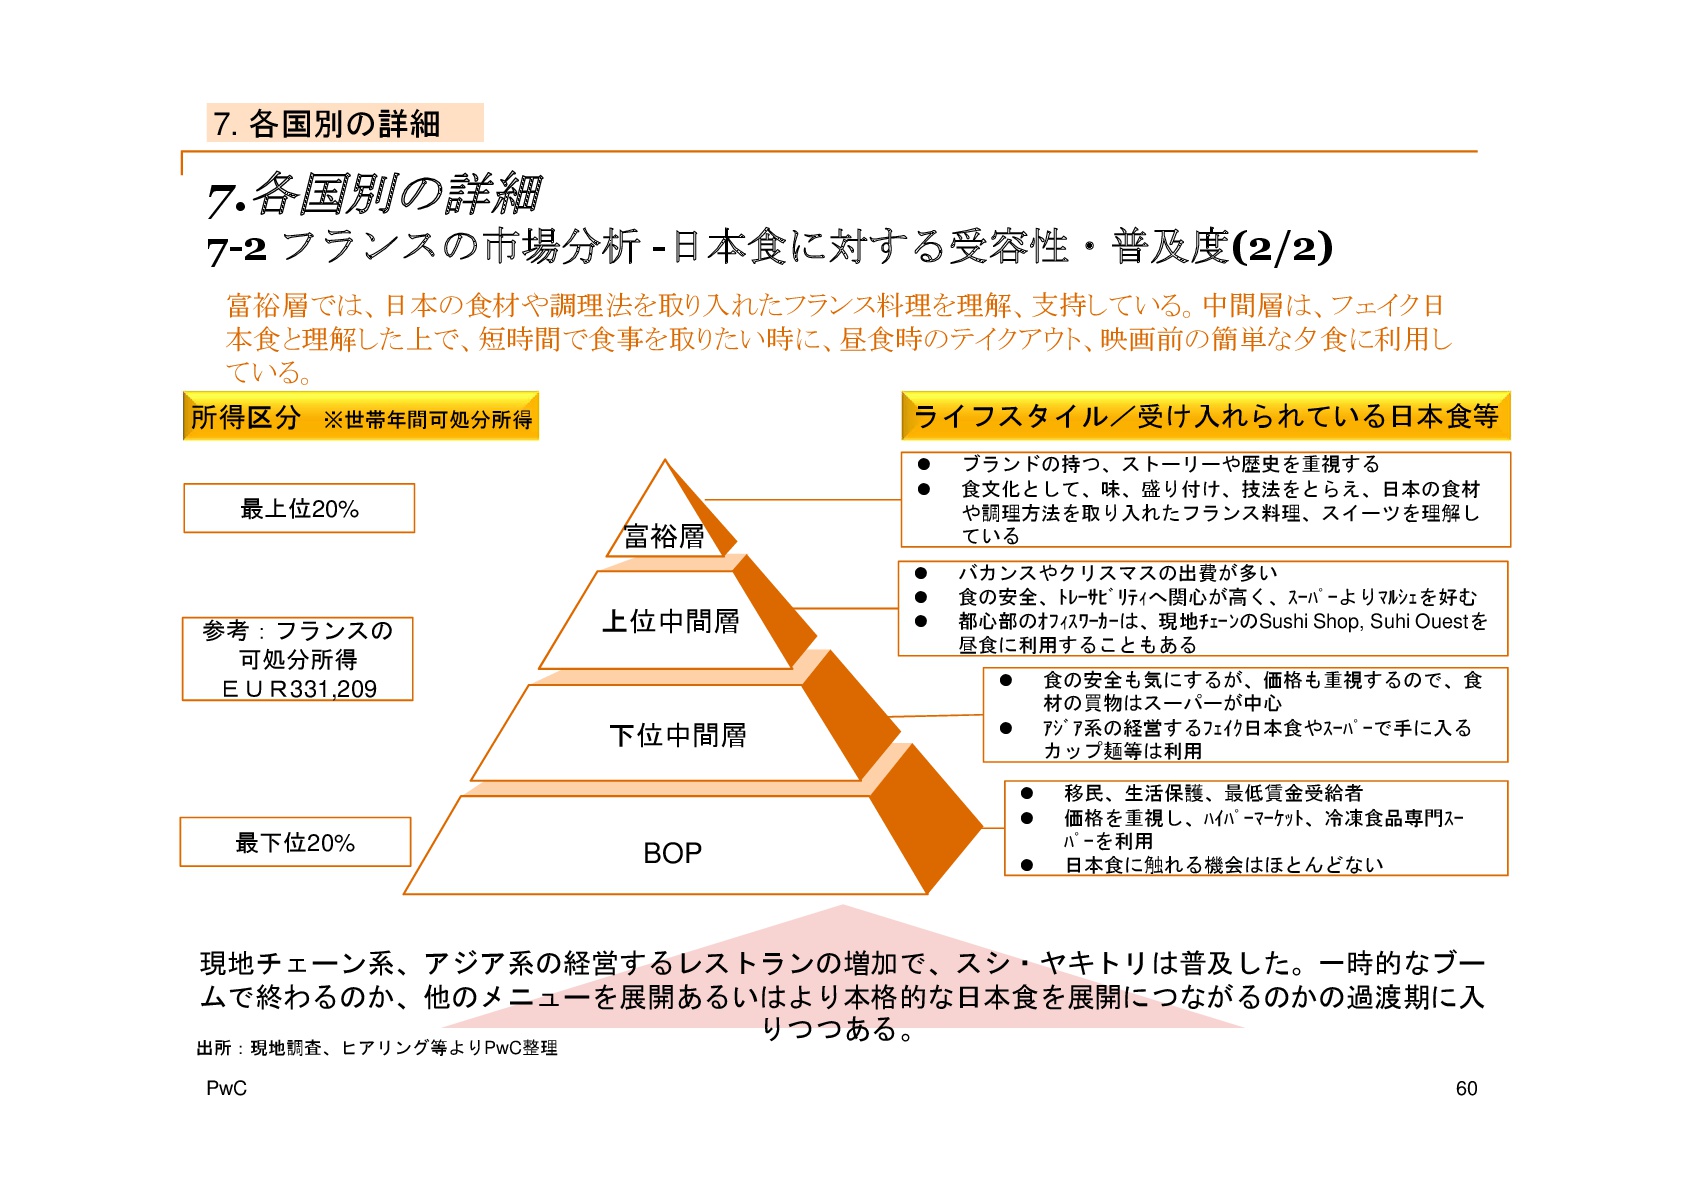 7. 各国別の詳細
7.各国別の詳細
7-2 フランスの市場分析 -日本食に対する受容性・普及度(2/2)
富裕層では、日本の食材や調理法を取り入れたフランス料理を理解、支持している。中間層は、フェイク日
本食と理解した上で、短時間で食事を取りたい時に、昼食時のテイクアウト、映画前の簡単な夕食に利用し
ている。
所得区分 ※世帯年間可処分所得
最上位20%
参考：フランスの
可処分所得
ＥＵＲ331,209
最下位20%
富裕層
上位中間層
下位中間層
BOP
ライフスタイル／受け入れられている日本食等
● ブランドの持つ、ストーリーや歴史を重視する
● 食文化として、味、盛り付け、技法をとらえ、日本の食材
や調理方法を取り入れたフランス料理、スイーツを理解し
ている
● バカンスやクリスマスの出費が多い
● 食の安全、ﾄﾚｰｻﾋﾞﾘﾃｨへ関心が高く、ｽｰﾊﾟｰよりﾏﾙｼｪを好む
● 都心部のｵﾌｨｽﾜｰｶｰは、現地ﾁｪｰﾝのSushi Shop, Suhi Ouestを
昼食に利用することもある
● 食の安全も気にするが、価格も重視するので、食
材の買物はスーパーが中心
● ｱｼﾞｱ系の経営するﾌｪｲｸ日本食やｽｰﾊﾟｰで手に入る
カップ麺等は利用
● 移民、生活保護、最低賃金受給者
● 価格を重視し、ﾊｲﾊﾟｰﾏｰｹｯﾄ、冷凍食品専門ｽｰ
ﾊﾟｰを利用
● 日本食に触れる機会はほとんどない
現地チェーン系、アジア系の経営するレストランの増加で、スシ・ヤキトリは普及した。一時的なブー
ムで終わるのか、他のメニューを展開あるいはより本格的な日本食を展開につながるのかの過渡期に入
りつつある。
出所：現地調査、ヒアリング等よりPwC整理
PwC
60